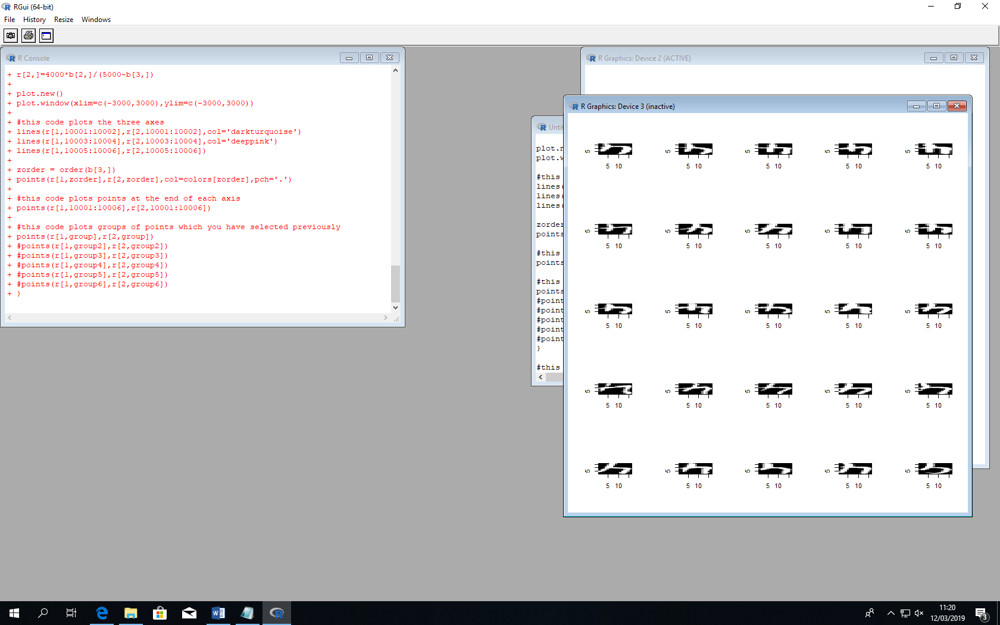 RGui (64-bit)
File History Resize Windows
R Console
+ r[2,]=4000*b[2,]/(5000-b[3,])
+
+ plot.new()
+ plot.window(xlim=c(-3000,3000),ylim=c(-3000,3000))
+
+ #this code plots the three axes
+ lines(r[1,10001:10002],r[2,10001:10002],col='darkturquoise')
+ lines(r[1,10003:10004],r[2,10003:10004],col='deeppink')
+ lines(r[1,10005:10006],r[2,10005:10006])
+
+ zorder = order(b[3,])
+ points(r[1,zorder],r[2,zorder],col=colors[zorder],pch='.')
+
+ #this code plots points at the end of each axis
+ points(r[1,10001:10006],r[2,10001:10006])
+
+ #this code plots groups of points which you have selected previously
+ points(r[1,group],r[2,group])
+ #points(r[1,group2],r[2,group2])
+ #points(r[1,group3],r[2,group3])
+ #points(r[1,group4],r[2,group4])
+ #points(r[1,group5],r[2,group5])
+ #points(r[1,group6],r[2,group6])
+ }
Untit
plot.n
plot.w
#this
lines(
lines(
lines(
zorder
points
#this
points
#this
points
#point
#point
#point
#point
#point
}
#this
R Graphics: Device 2 (ACTIVE)
R Graphics: Device 3 (inactive)
5 5 5 5 5
5 10 5 10 5 10 5 10 5 10
5 5 5 5 5
5 10 5 10 5 10 5 10 5 10
5 5 5 5 5
5 10 5 10 5 10 5 10 5 10
5 5 5 5 5
5 10 5 10 5 10 5 10 5 10
5 5 5 5 5
5 10 5 10 5 10 5 10 5 10
11:20
12/03/2019
3